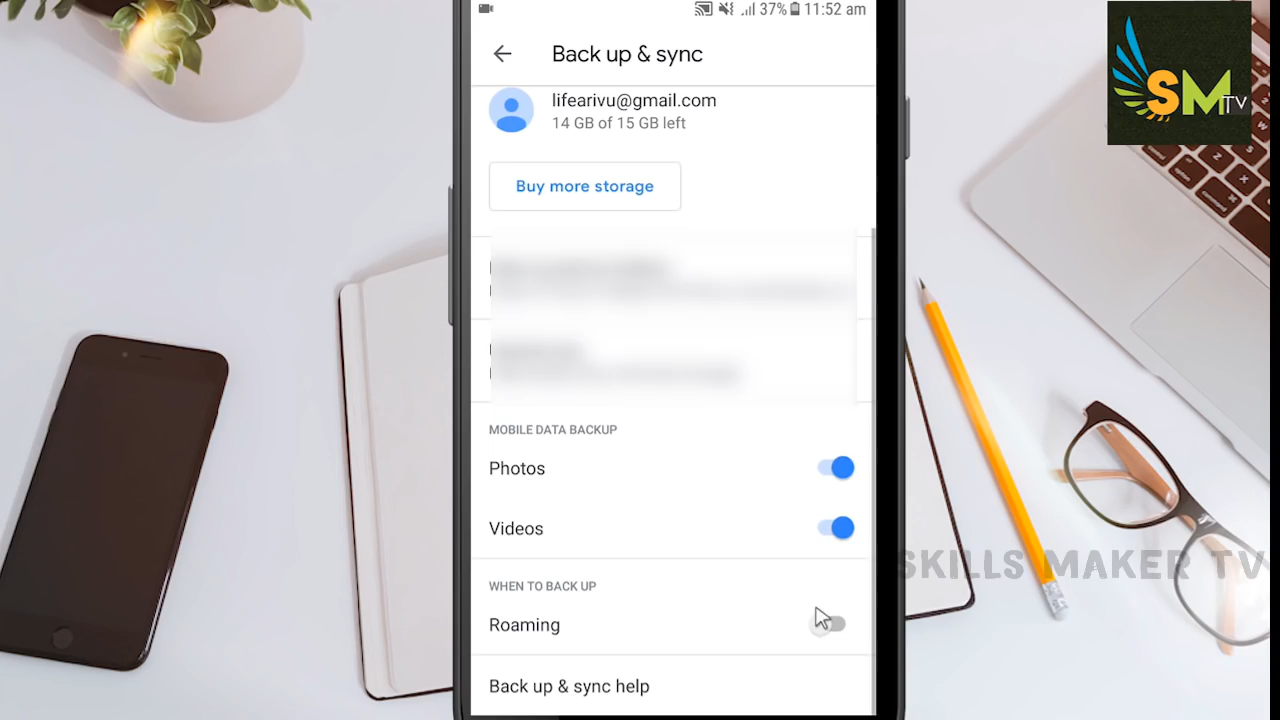 37% 11:52 am
SM TV
Back up & sync
lifearivu@gmail.com
14 GB of 15 GB left
Buy more storage
MOBILE DATA BACKUP
Photos
Videos
SKILLS MAKER TV
WHEN TO BACK UP
Roaming
Back up & sync help